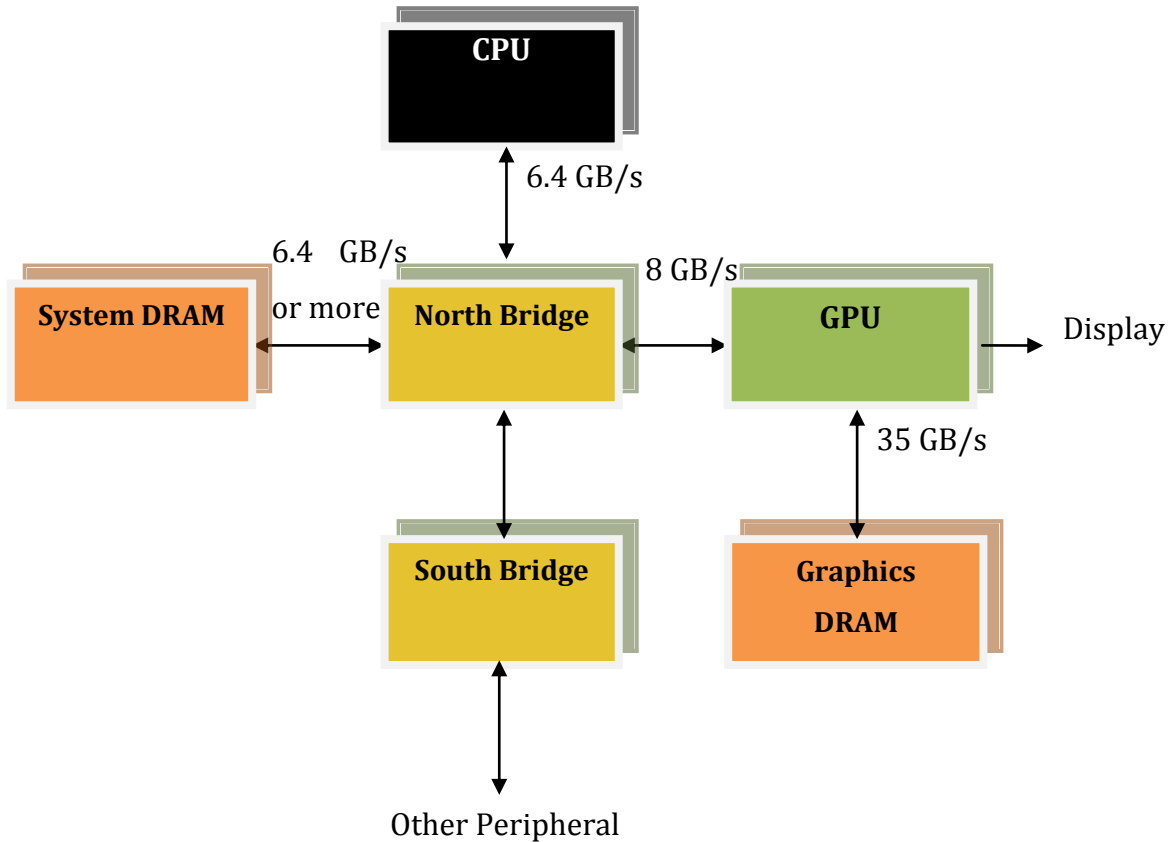 CPU
6.4 GB/s
6.4 GB/s
or more
8 GB/s
System DRAM
North Bridge
GPU
Display
35 GB/s
South Bridge
Graphics
DRAM
Other Peripheral